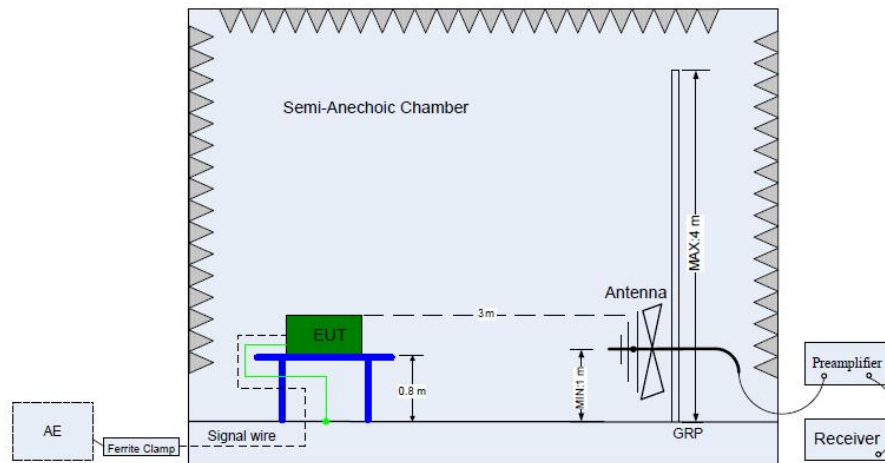 Semi-Anechoic Chamber
MAX:4 m
Antenna
3m
EUT
Preamplifier
0.8 m
MIN:1 m
AE
Ferrite Clamp
Signal wire
GRP
Receiver